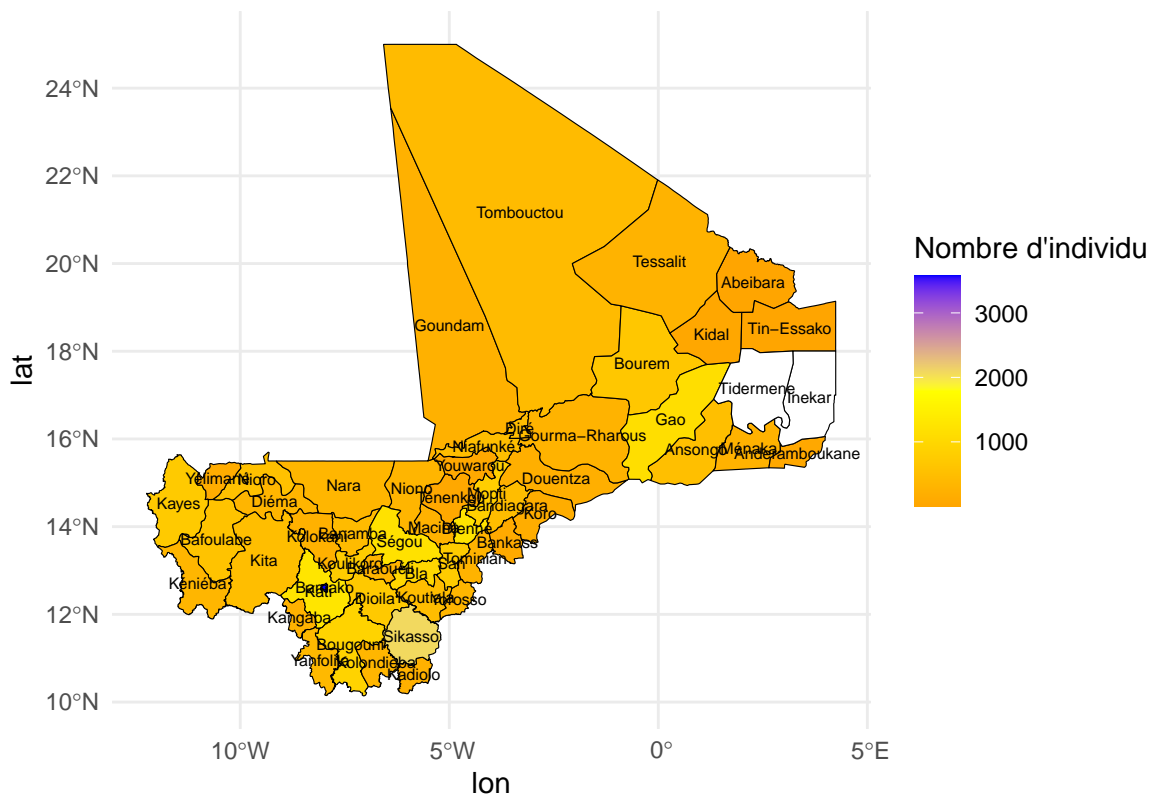 24°N
22°N
20°N
18°N
16°N
14°N
12°N
10°N
lat
10°W
5°W
0°
5°E
lon
Nombre d'individu
3000
2000
1000
Tombouctou
Tessalit
Abeibara
Goundam
Kidal
Tin−Essako
Bourem
Tidermene
Inekar
Gao
Diré
Gourma−Rharous
Niafunké
Ansongo
Ménaka
Anderamboukane
Youwarou
Yélimané
Nioro
Nara
Niono
Douentza
Kayes
Diéma
Ténenkou
Mopti
Bandiagara
Koro
Kolokani
Banamba
Macina
Djenné
Bafoulabe
Ségou
Bankass
Kita
Koulikoro
Baraouéli
San
Tominian
Kéniéba
Bla
Bamako
Kati
Dioila
Koutiala
Yorosso
Kangaba
Bougouni
Sikasso
Yanfolila
Kolondiéba
Kadiolo